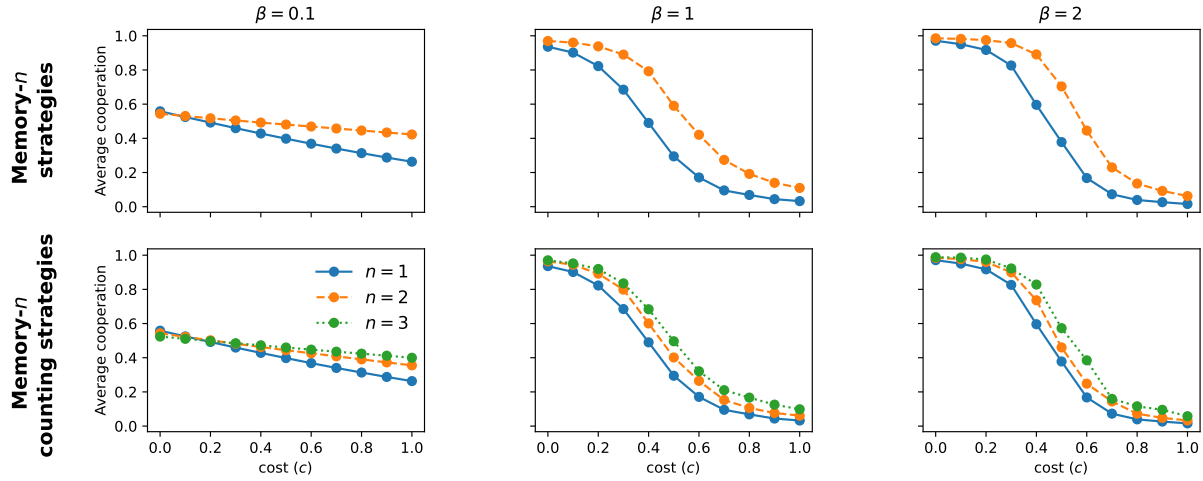 β = 0.1
β = 1
β = 2
Memory-n
strategies
Average cooperation
1.0
0.8
0.6
0.4
0.2
0.0
Memory-n
counting strategies
Average cooperation
1.0
0.8
0.6
0.4
0.2
0.0
n = 1
n = 2
n = 3
0.0 0.2 0.4 0.6 0.8 1.0
cost (c)
0.0 0.2 0.4 0.6 0.8 1.0
cost (c)
0.0 0.2 0.4 0.6 0.8 1.0
cost (c)